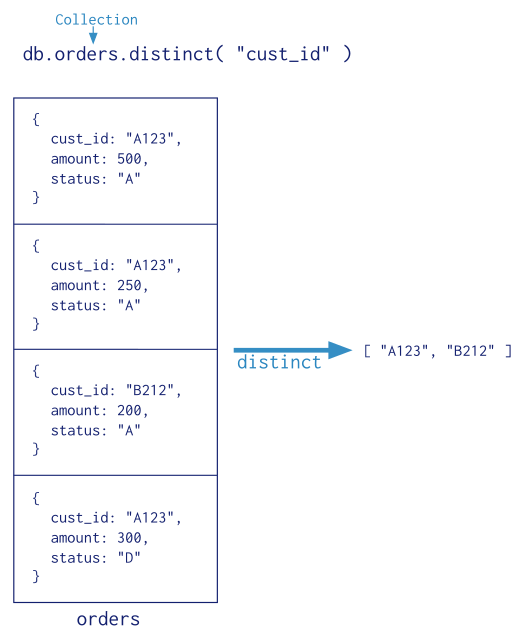 Collection
db.orders.distinct( "cust_id" )
{
cust_id: "A123",
amount: 500,
status: "A"
}
{
cust_id: "A123",
amount: 250,
status: "A"
}
{
cust_id: "B212",
amount: 200,
status: "A"
}
{
cust_id: "A123",
amount: 300,
status: "D"
}
orders
distinct
[ "A123", "B212" ]